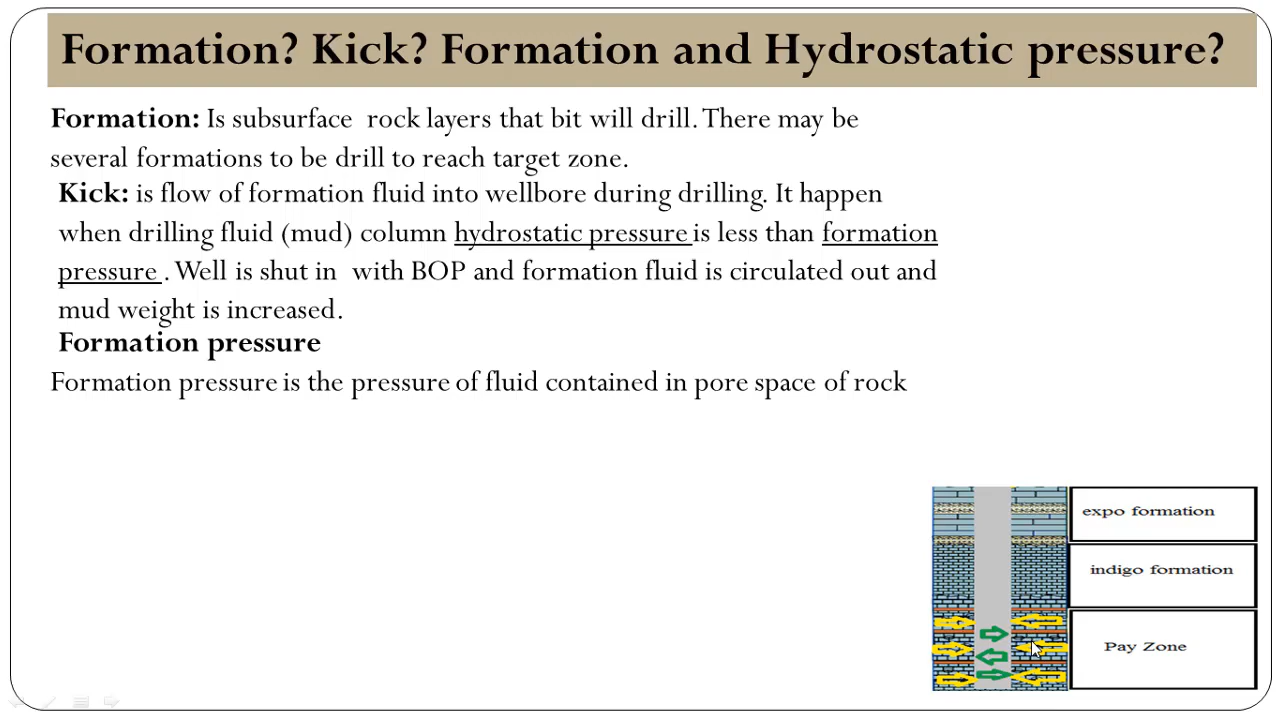 Formation? Kick? Formation and Hydrostatic pressure?
Formation: Is subsurface rock layers that bit will drill. There may be
several formations to be drill to reach target zone.
Kick: is flow of formation fluid into wellbore during drilling. It happen
when drilling fluid (mud) column hydrostatic pressure is less than formation
pressure . Well is shut in with BOP and formation fluid is circulated out and
mud weight is increased.
Formation pressure
Formation pressure is the pressure of fluid contained in pore space of rock
expo formation
indigo formation
Pay Zone